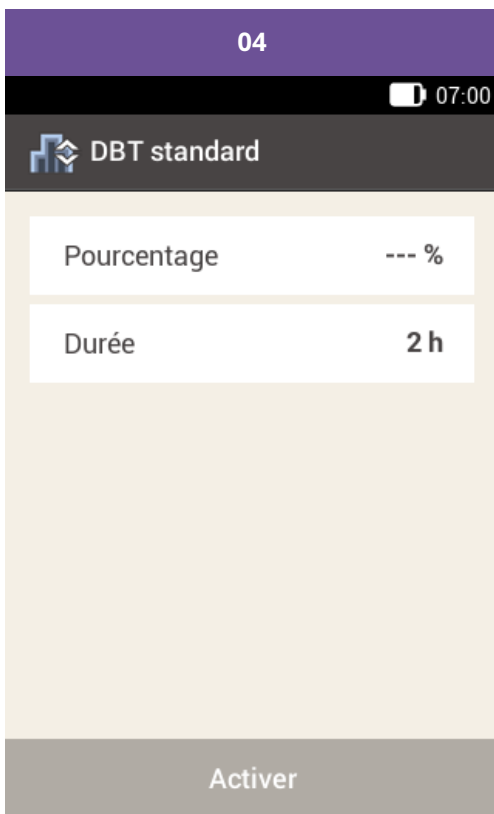 04
07:00
DBT standard
Pourcentage --- %
Durée 2 h
Activer